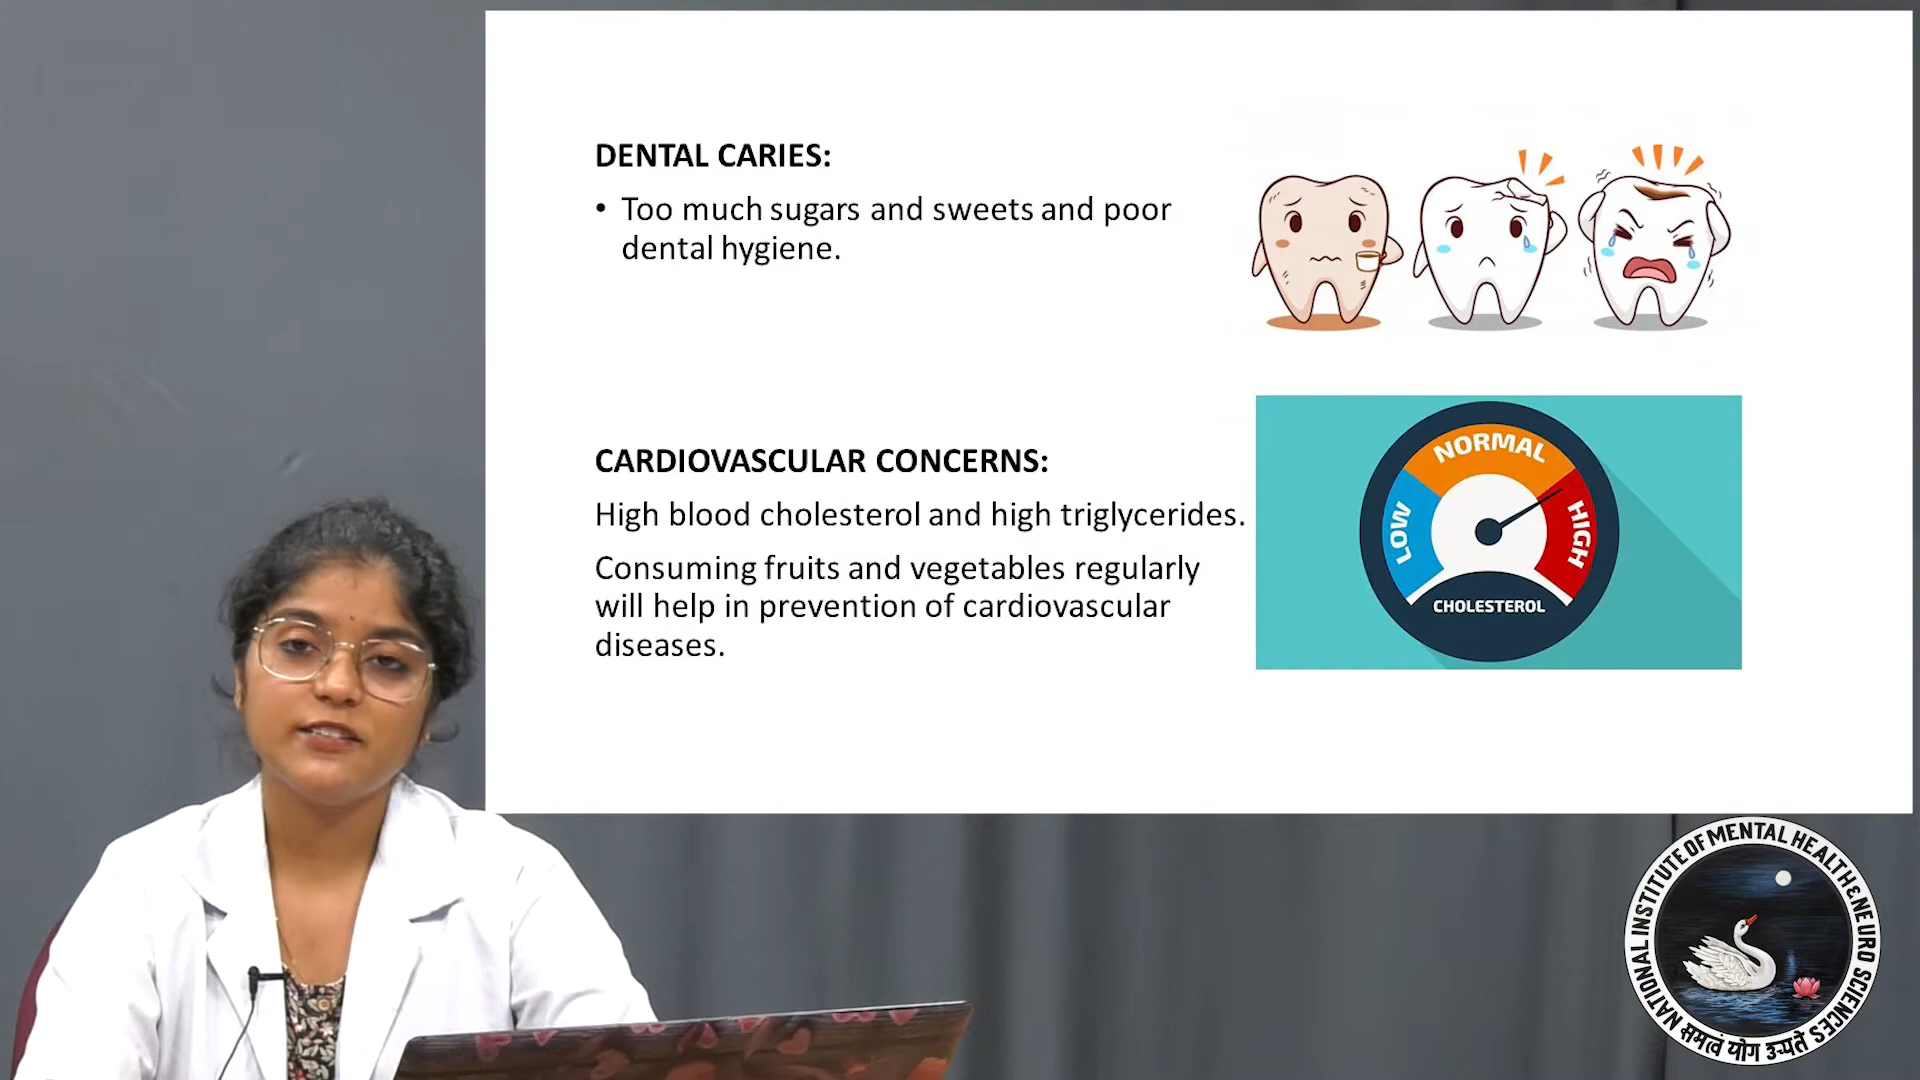 DENTAL CARIES:
• Too much sugars and sweets and poor
dental hygiene.
CARDIOVASCULAR CONCERNS:
High blood cholesterol and high triglycerides.
Consuming fruits and vegetables regularly
will help in prevention of cardiovascular
diseases.
LOW
NORMAL
HIGH
CHOLESTEROL
NATIONAL INSTITUTE OF MENTAL HEALTH & NEURO SCIENCES
समत्वं योग उच्यते